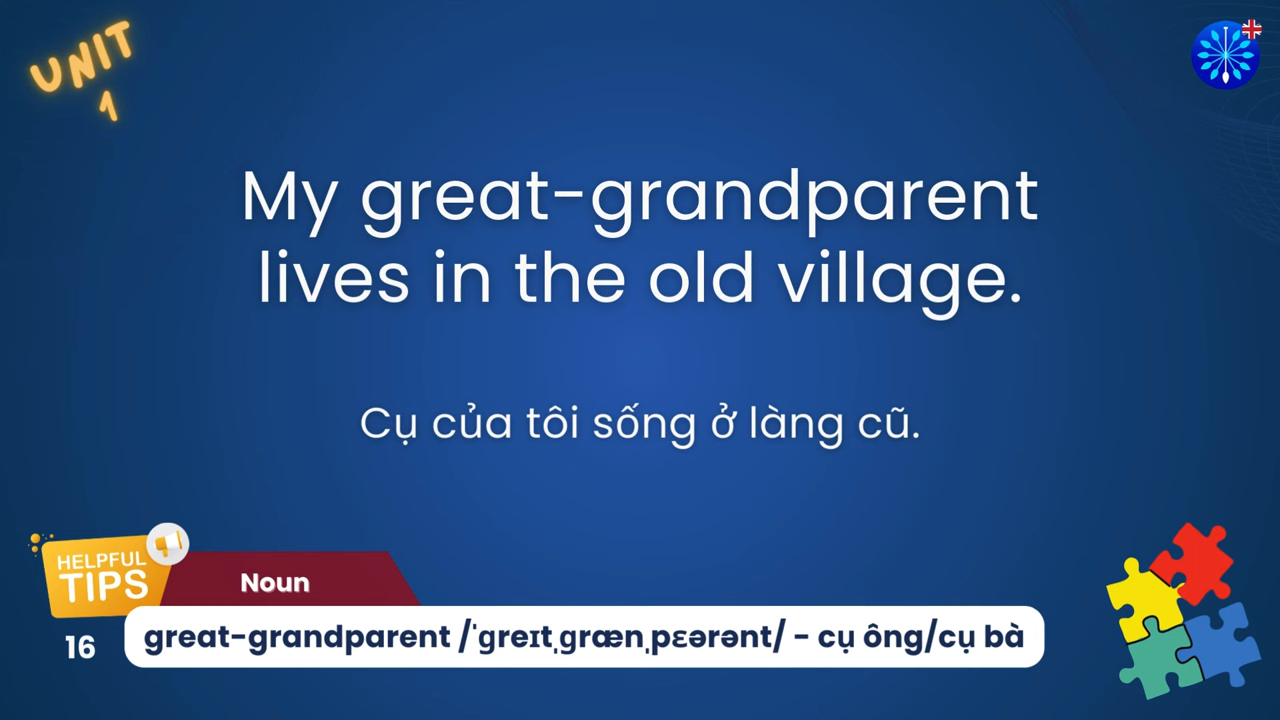 UNIT
1
My great-grandparent
lives in the old village.
Cụ của tôi sống ở làng cũ.
HELPFUL
TIPS
Noun
16
great-grandparent /ˈɡreɪtˌɡrænˌpɛərənt/ - cụ ông/cụ bà